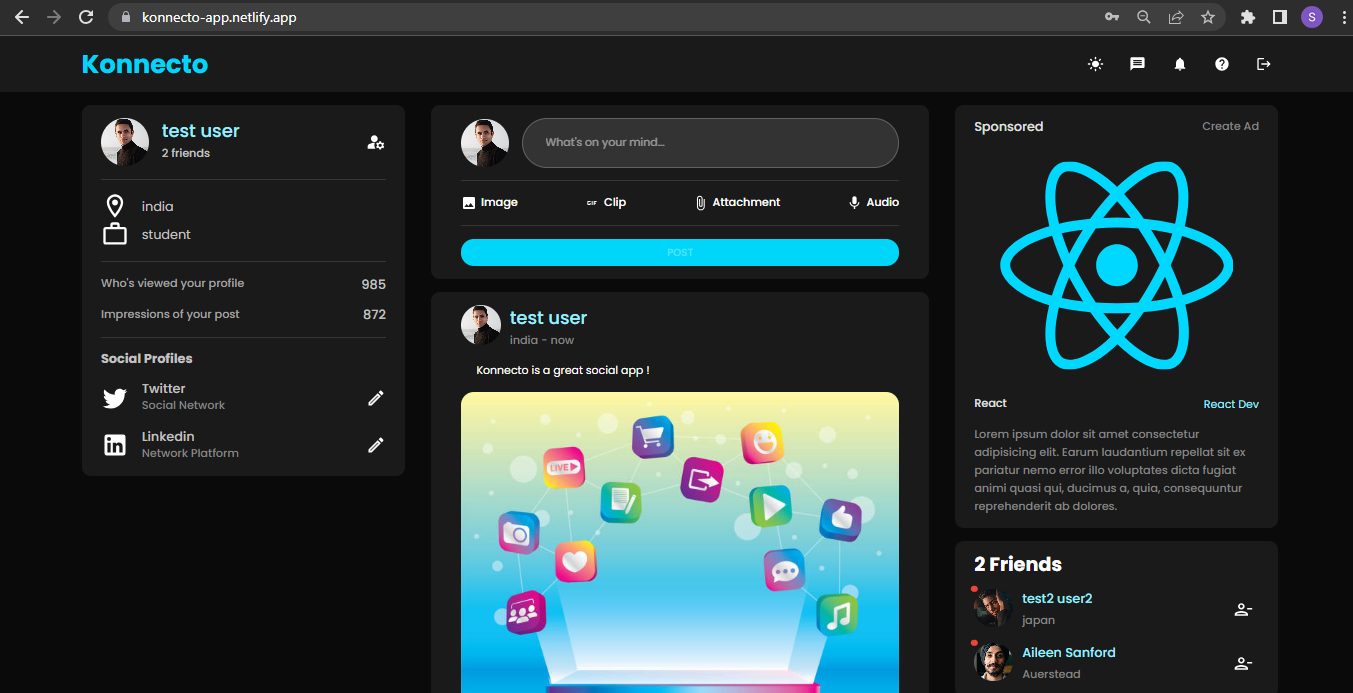 konnecto-app.netlify.app
S
Konnecto
test user
2 friends
india
student
Who's viewed your profile 985
Impressions of your post 872
Social Profiles
Twitter
Social Network
Linkedin
Network Platform
What's on your mind...
Image GIF Clip Attachment Audio
POST
test user
india - now
Konnecto is a great social app !
LIVE
Sponsored Create Ad
React React Dev
Lorem ipsum dolor sit amet consectetur
adipisicing elit. Earum laudantium repellat sit ex
pariatur nemo error illo voluptates dicta fugiat
animi quasi qui, ducimus a, quia, consequuntur
reprehenderit ab dolores.
2 Friends
test2 user2
japan
Aileen Sanford
Auerstead